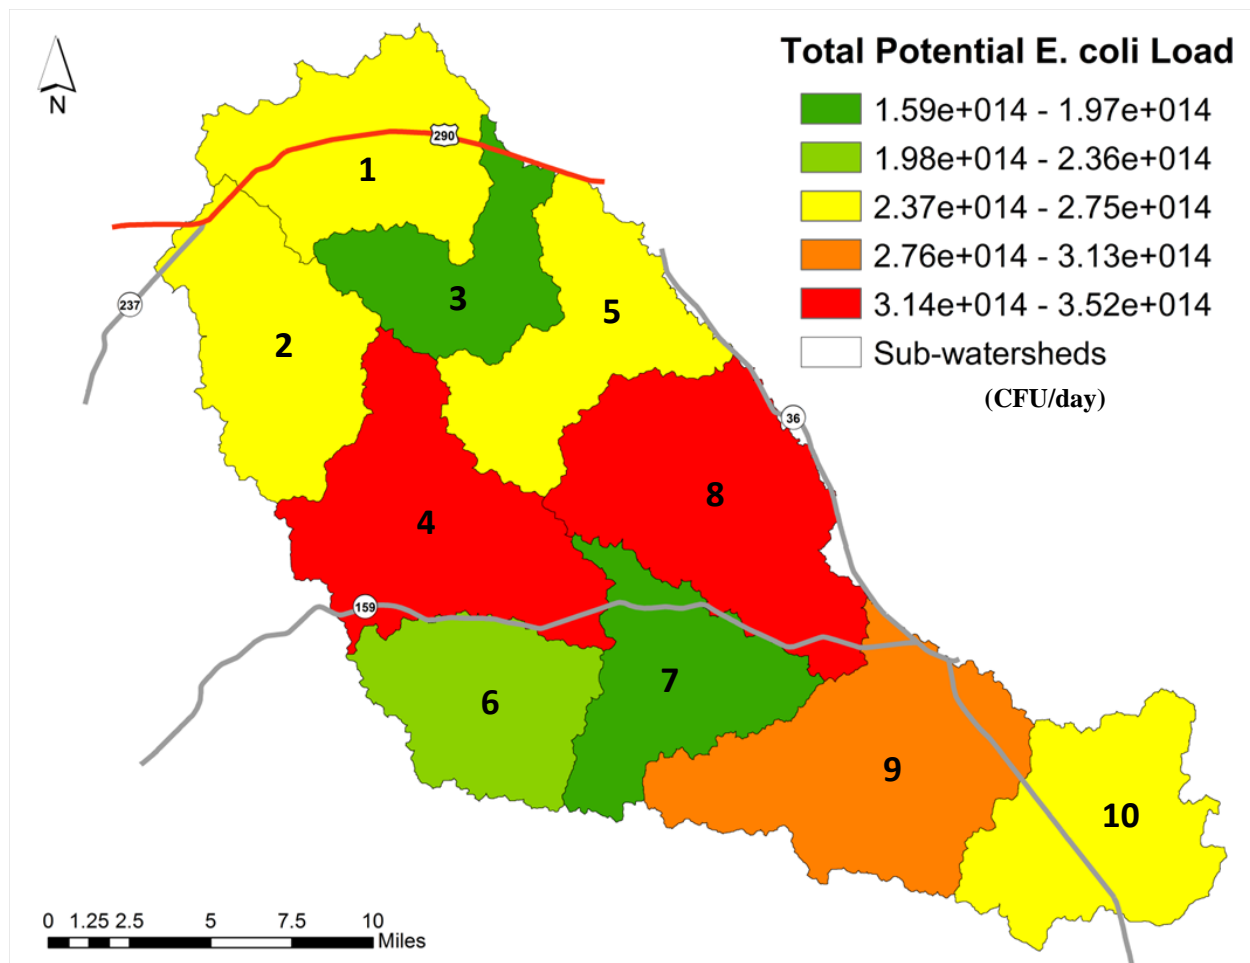 N
Total Potential E. coli Load
1.59e+014 - 1.97e+014
1.98e+014 - 2.36e+014
2.37e+014 - 2.75e+014
2.76e+014 - 3.13e+014
3.14e+014 - 3.52e+014
Sub-watersheds
(CFU/day)
290
1
237
3
5
2
36
8
4
159
7
6
9
10
0 1.25 2.5 5 7.5 10
Miles